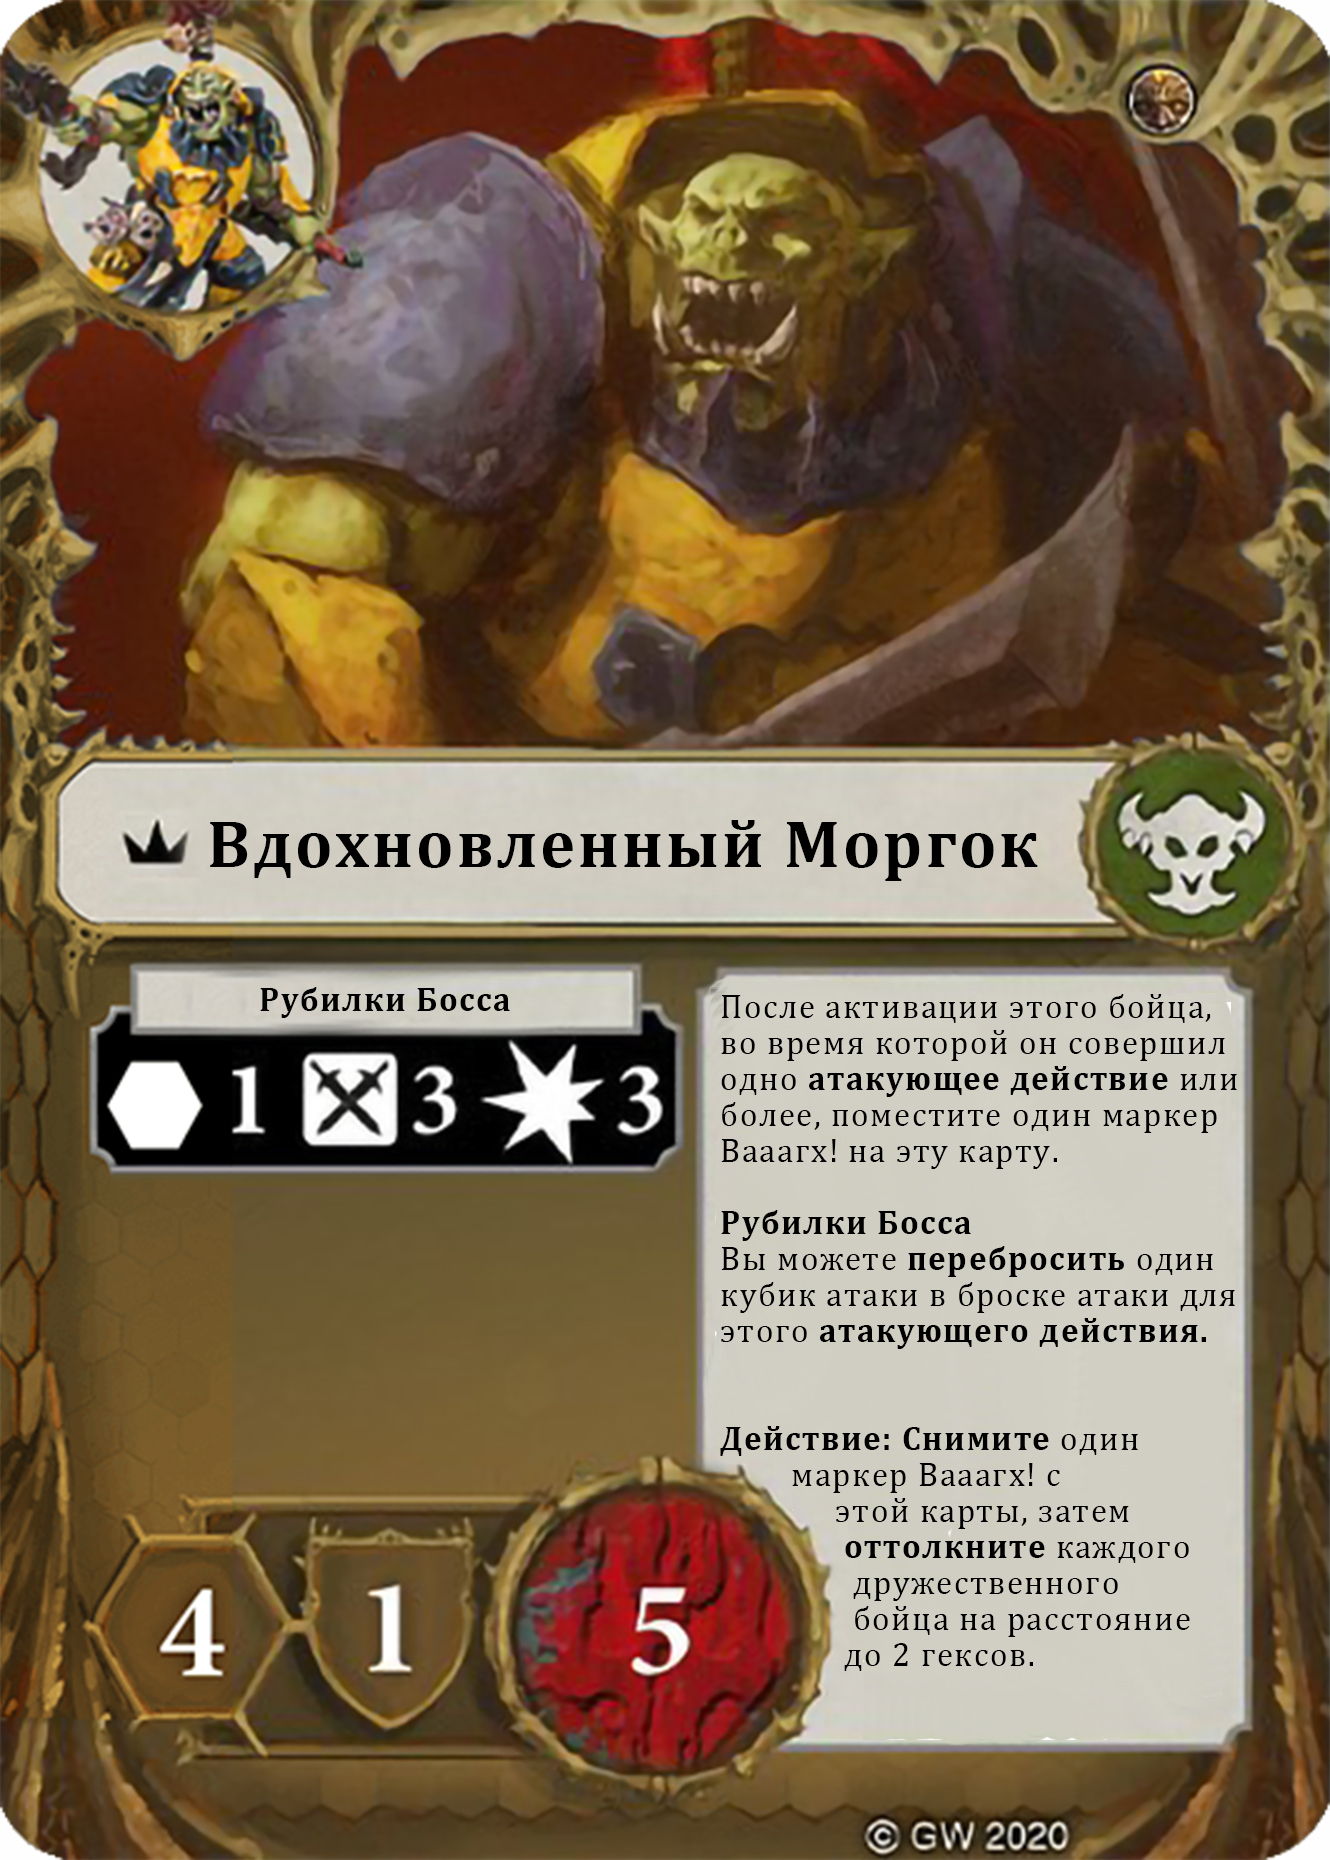 Вдохновленный Моргок
Рубилки Босса
1 3 3
После активации этого бойца,
во время которой он совершил
одно атакующее действие или
более, поместите один маркер
Вааагх! на эту карту.
Рубилки Босса
Вы можете перебросить один
кубик атаки в броске атаки для
этого атакующего действия.
Действие: Снимите один
маркер Вааагх! с
этой карты, затем
оттолкните каждого
дружественного
бойца на расстояние
до 2 гексов.
4 1 5
© GW 2020